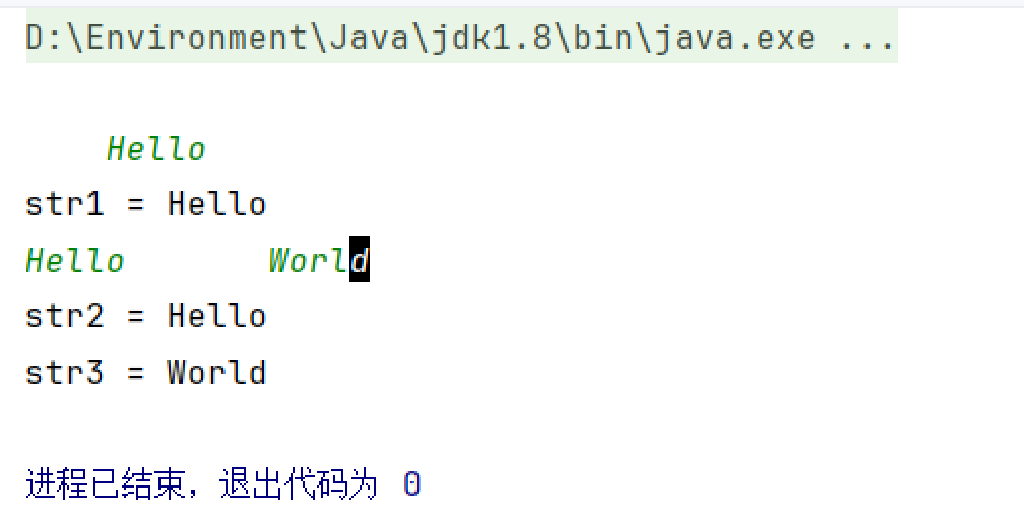 D:\Environment\Java\jdk1.8\bin\java.exe ...
    Hello
str1 = Hello
Hello       World
str2 = Hello
str3 = World
进程已结束，退出代码为 0